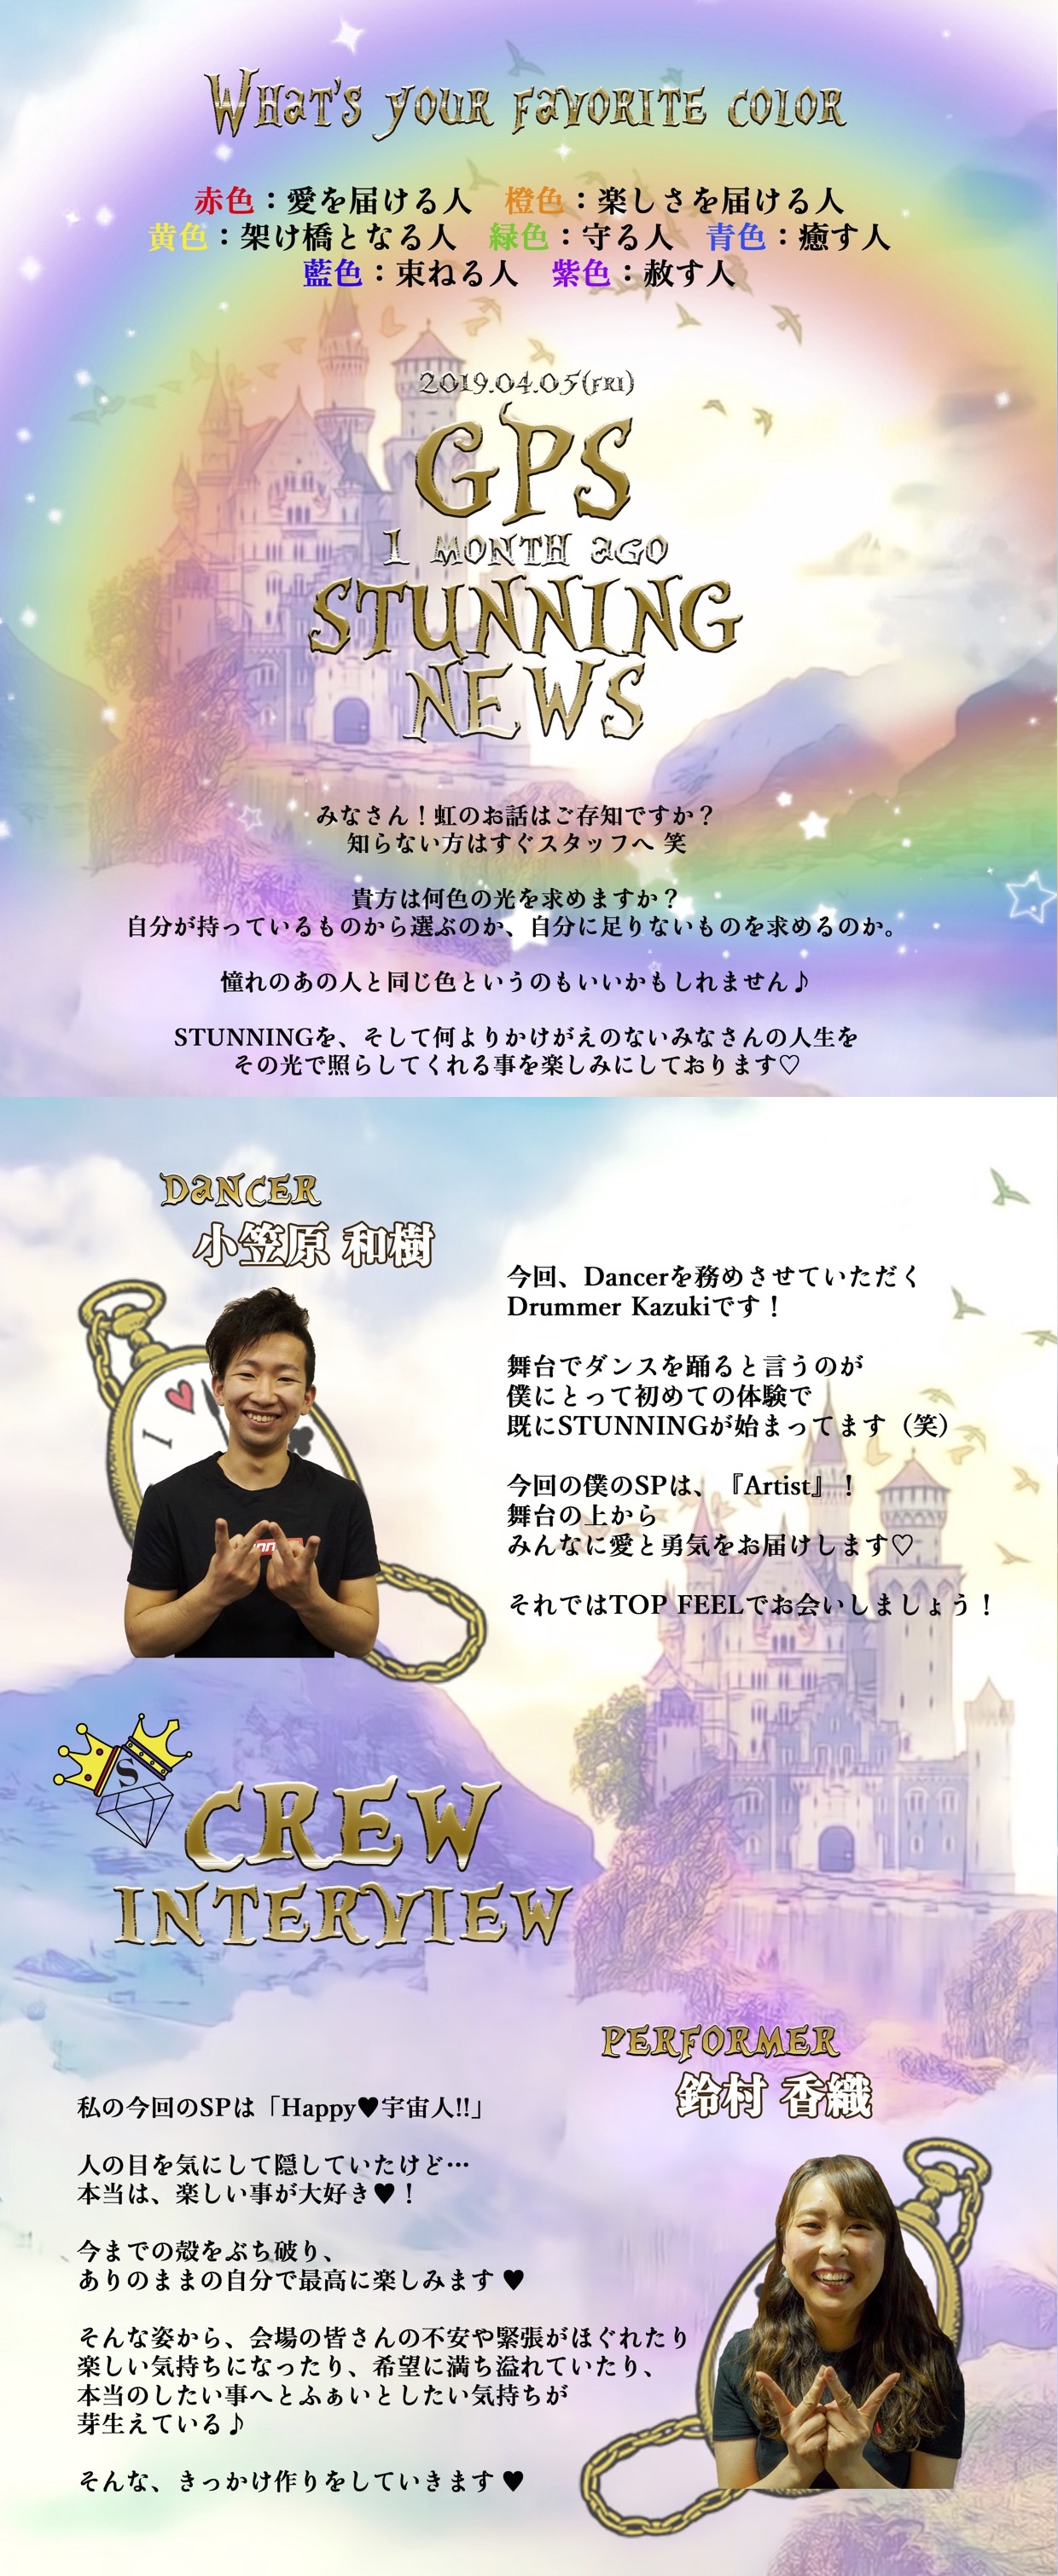 WHaT'S yOUR FaVORITE COLOR
赤色：愛を届ける人　橙色：楽しさを届ける人
黄色：架け橋となる人　緑色：守る人　青色：癒す人
藍色：束ねる人　紫色：赦す人
2019.04.05(FRI)
GPS
1 MONTH aGO
STUNNING
NEWS
みなさん！虹のお話はご存知ですか？
知らない方はすぐスタッフへ 笑
貴方は何色の光を求めますか？
自分が持っているものから選ぶのか、自分に足りないものを求めるのか。
憧れのあの人と同じ色というのもいいかもしれません♪
STUNNINGを、そして何よりかけがえのないみなさんの人生を
その光で照らしてくれる事を楽しみにしております♡
DaNCER
小笠原 和樹
今回、Dancerを務めさせていただく
Drummer Kazukiです！
舞台でダンスを踊ると言うのが
僕にとって初めての体験で
既にSTUNNINGが始まってます（笑）
今回の僕のSPは、『Artist』！
舞台の上から
みんなに愛と勇気をお届けします♡
それではTOP FEELでお会いしましょう！
I
S
CREW
INTERVIEW
PERFORMER
鈴村 香織
私の今回のSPは「Happy♥宇宙人!!」
人の目を気にして隠していたけど…
本当は、楽しい事が大好き♥！
今までの殻をぶち破り、
ありのままの自分で最高に楽しみます ♥
そんな姿から、会場の皆さんの不安や緊張がほぐれたり
楽しい気持ちになったり、希望に満ち溢れていたり、
本当のしたい事へとふぁいとしたい気持ちが
芽生えている♪
そんな、きっかけ作りをしていきます ♥